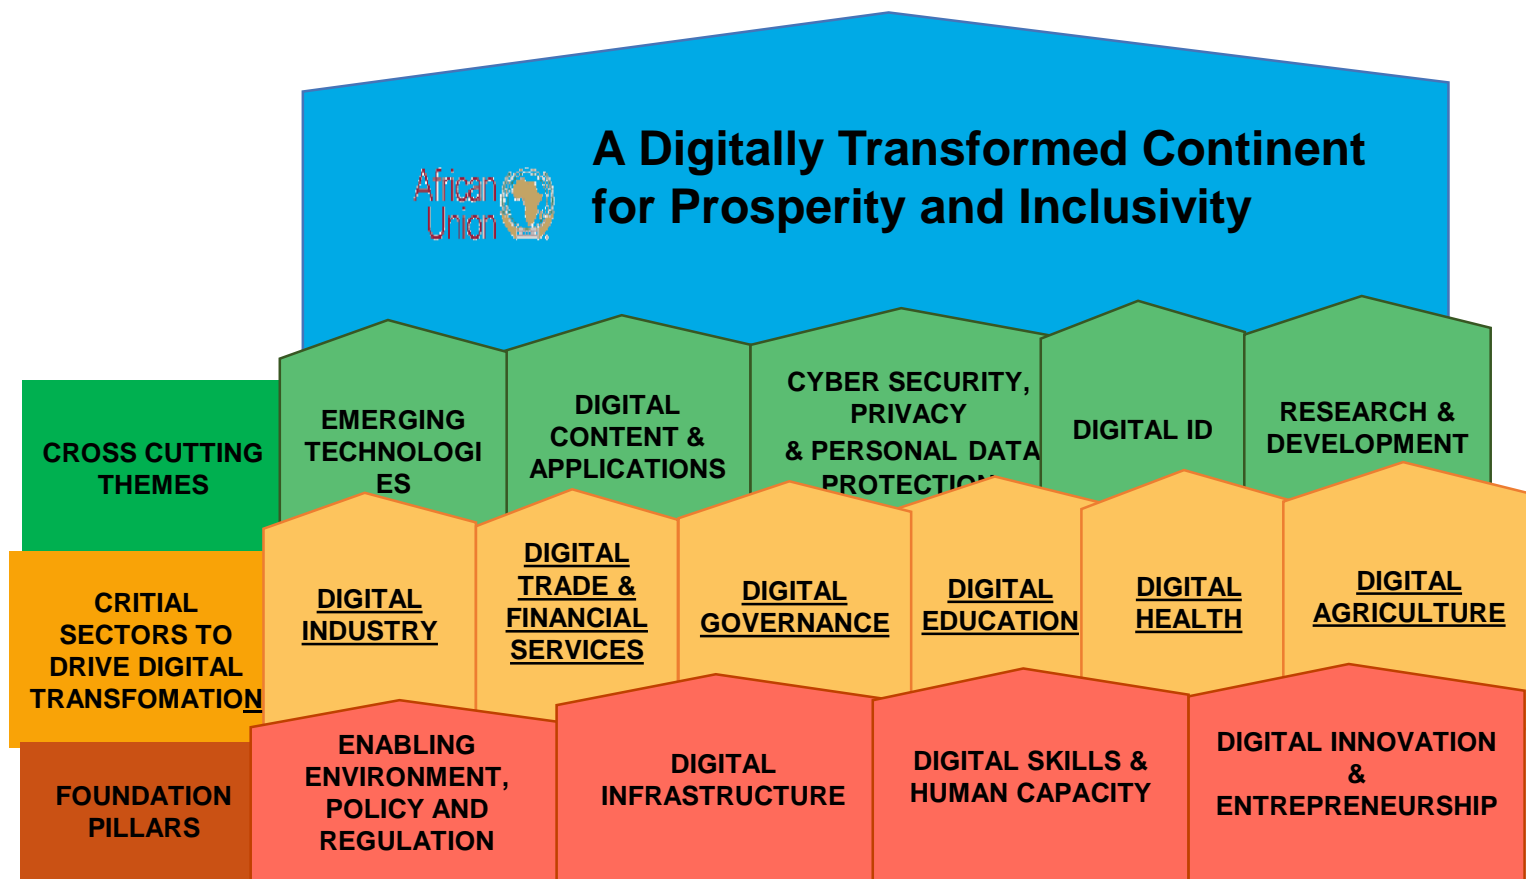 A Digitally Transformed Continent
for Prosperity and Inclusivity
African
Union
CROSS CUTTING
THEMES
EMERGING
TECHNOLOGI
ES
DIGITAL
CONTENT &
APPLICATIONS
CYBER SECURITY,
PRIVACY
& PERSONAL DATA
PROTECTION
DIGITAL ID
RESEARCH &
DEVELOPMENT
CRITIAL
SECTORS TO
DRIVE DIGITAL
TRANSFOMATION
DIGITAL
INDUSTRY
DIGITAL
TRADE &
FINANCIAL
SERVICES
DIGITAL
GOVERNANCE
DIGITAL
EDUCATION
DIGITAL
HEALTH
DIGITAL
AGRICULTURE
FOUNDATION
PILLARS
ENABLING
ENVIRONMENT,
POLICY AND
REGULATION
DIGITAL
INFRASTRUCTURE
DIGITAL SKILLS &
HUMAN CAPACITY
DIGITAL INNOVATION
&
ENTREPRENEURSHIP